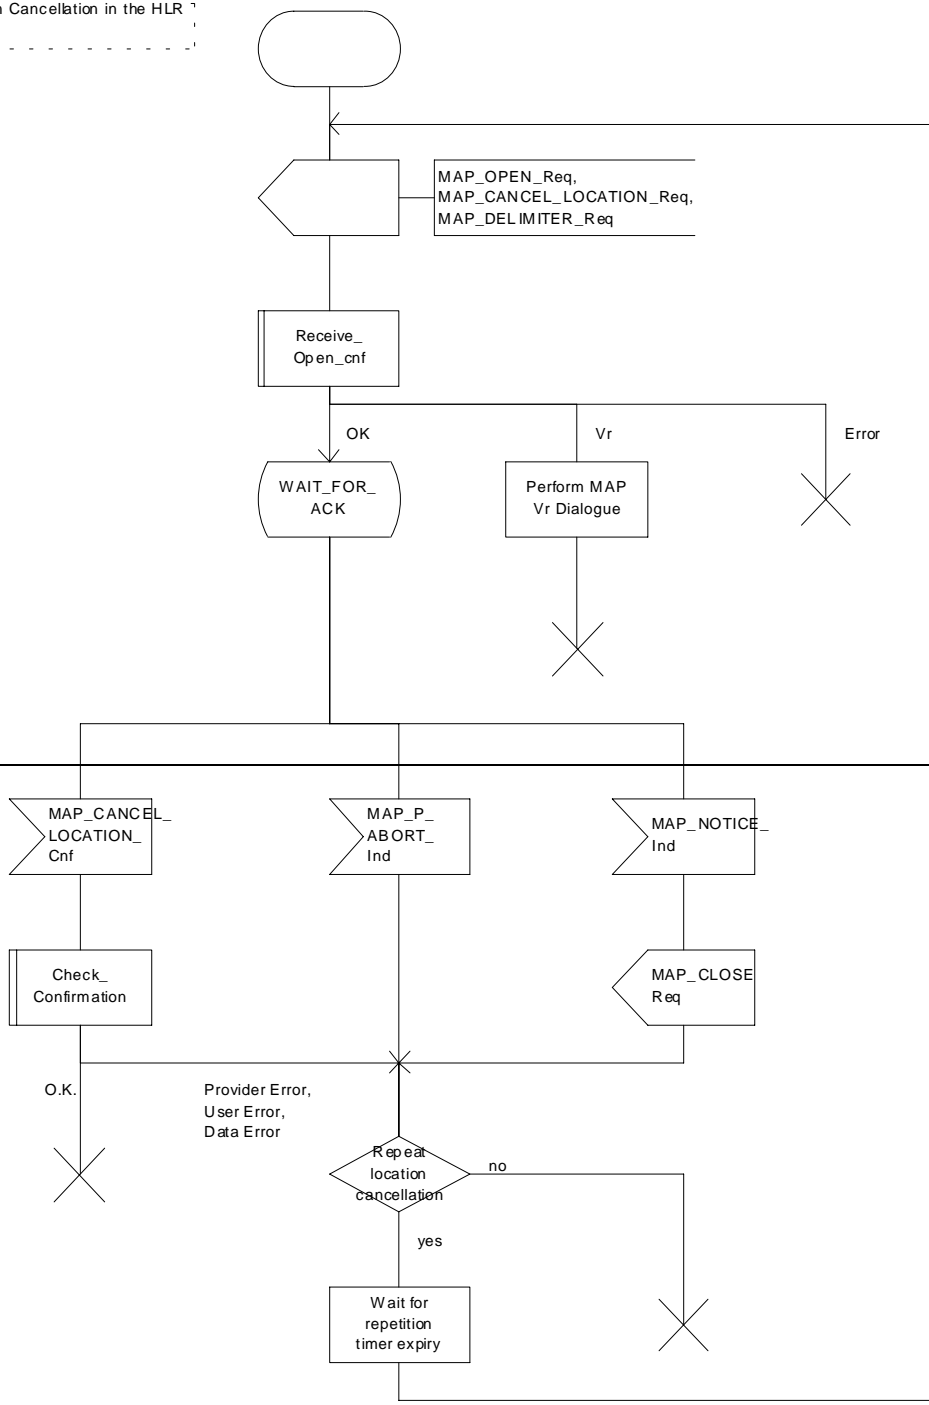 n Cancellation in the HLR
MAP_OPEN_Req,
MAP_CANCEL_LOCATION_Req,
MAP_DELIMITER_Req
Receive_
Open_cnf
OK
Vr
Error
WAIT_FOR_
ACK
Perform MAP
Vr Dialogue
MAP_CANCEL_
LOCATION_
Cnf
MAP_P_
ABORT_
Ind
MAP_NOTICE_
Ind
Check_
Confirmation
MAP_CLOSE
Req
O.K.
Provider Error,
User Error,
Data Error
Repeat
location
cancellation
no
yes
Wait for
repetition
timer expiry